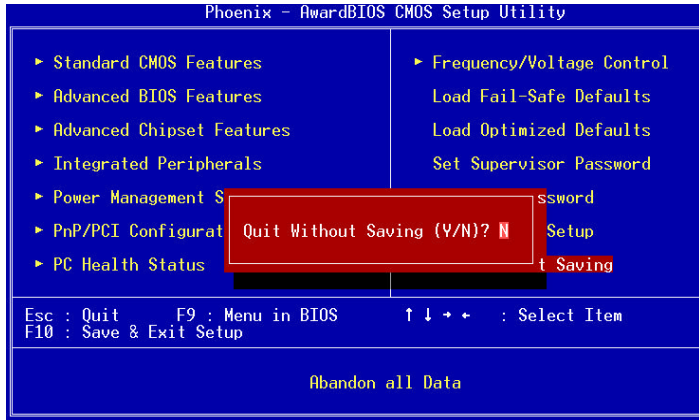 Phoenix - AwardBIOS CMOS Setup Utility
► Standard CMOS Features
► Advanced BIOS Features
► Advanced Chipset Features
► Integrated Peripherals
► Power Management S
► PnP/PCI Configurat
► PC Health Status
► Frequency/Voltage Control
Load Fail-Safe Defaults
Load Optimized Defaults
Set Supervisor Password
ssword
Setup
t Saving
Quit Without Saving (Y/N)? N
Esc : Quit F9 : Menu in BIOS ↑ ↓ → ← : Select Item
F10 : Save & Exit Setup
Abandon all Data